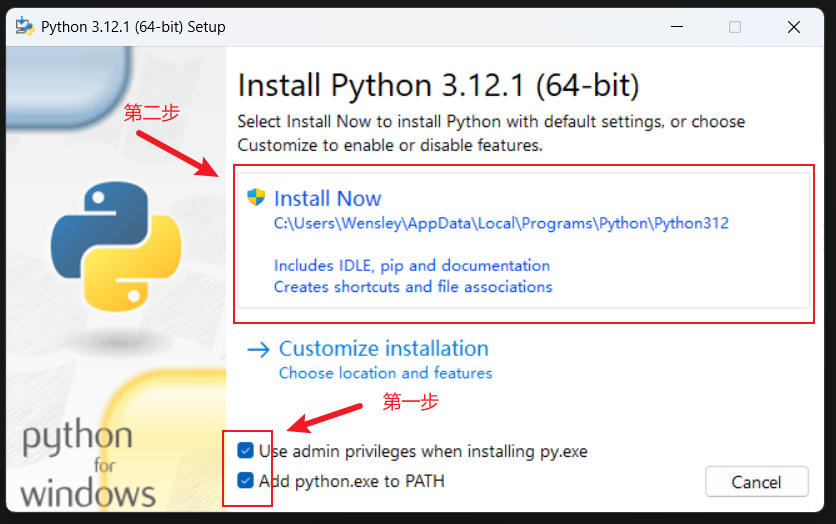 Python 3.12.1 (64-bit) Setup
Install Python 3.12.1 (64-bit)
第二步
Select Install Now to install Python with default settings, or choose
Customize to enable or disable features.
Install Now
C:\Users\Wensley\AppData\Local\Programs\Python\Python312
Includes IDLE, pip and documentation
Creates shortcuts and file associations
Customize installation
Choose location and features
第一步
Use admin privileges when installing py.exe
Add python.exe to PATH
Cancel
python
for
windows